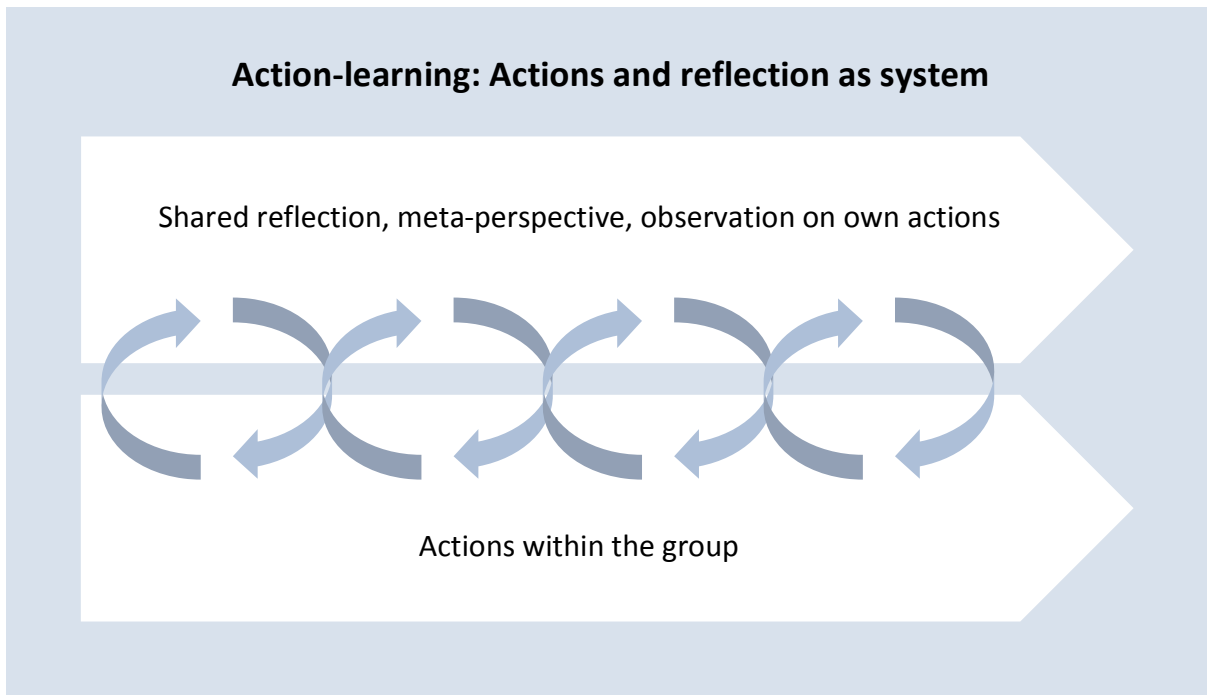 Action-learning: Actions and reflection as system
Shared reflection, meta-perspective, observation on own actions
Actions within the group